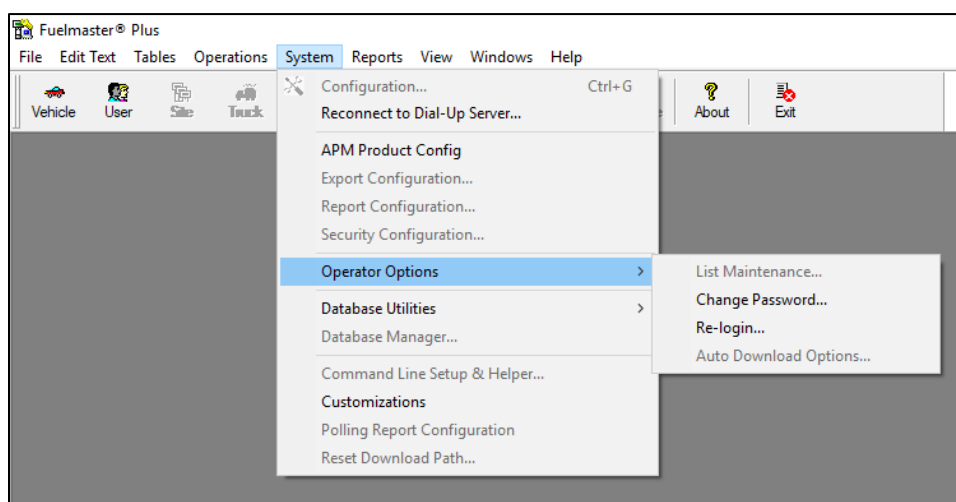 Fuelmaster® Plus
File Edit Text Tables Operations System Reports View Windows Help
Vehicle User Site Truck About Exit
Configuration... Ctrl+G
Reconnect to Dial-Up Server...
APM Product Config
Export Configuration...
Report Configuration...
Security Configuration...
Operator Options
Database Utilities
Database Manager...
Command Line Setup & Helper...
Customizations
Polling Report Configuration
Reset Download Path...
List Maintenance...
Change Password...
Re-login...
Auto Download Options...